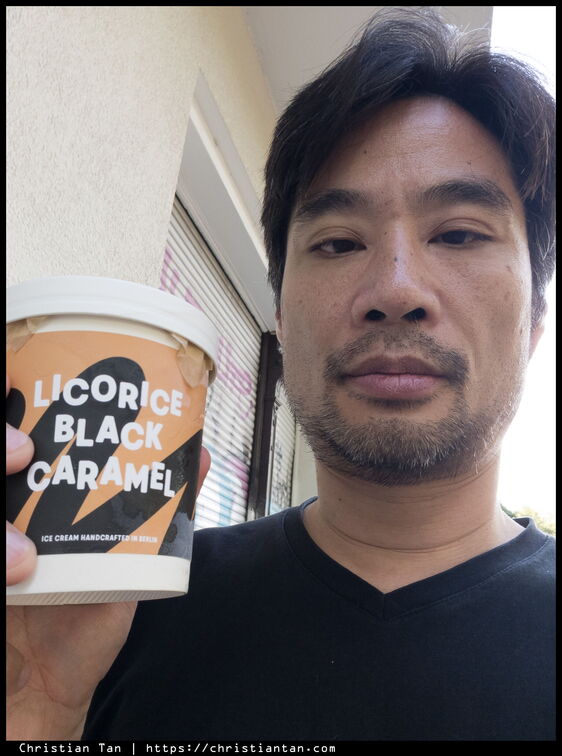 LICORICE
BLACK
CARAMEL
ICE CREAM HANDCRAFTED IN BERLIN
Christian Tan | https://christiantan.com